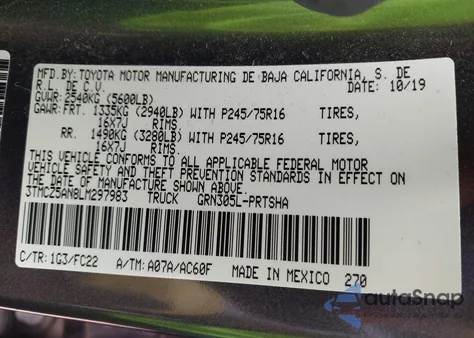 MFD.BY: TOYOTA MOTOR MANUFACTURING DE BAJA CALIFORNIA, S. DE
R.L. DE C.V. DATE: 10/19
GVWR: 2540KG (5600LB)
GAWR: FRT. 1335KG (2940LB) WITH P245/75R16 TIRES,
16X7J RIMS.
RR. 1490KG (3280LB) WITH P245/75R16 TIRES,
16X7J RIMS.
THIS VEHICLE CONFORMS TO ALL APPLICABLE FEDERAL MOTOR
VEHICLE SAFETY AND THEFT PREVENTION STANDARDS IN EFFECT ON
THE DATE OF MANUFACTURE SHOWN ABOVE.
3TMCZ5AN8LM297983 TRUCK GRN305L-PRTSHA
C/TR: 1G3/FC22 A/TM: A07A/AC60F MADE IN MEXICO 270
autoSnap